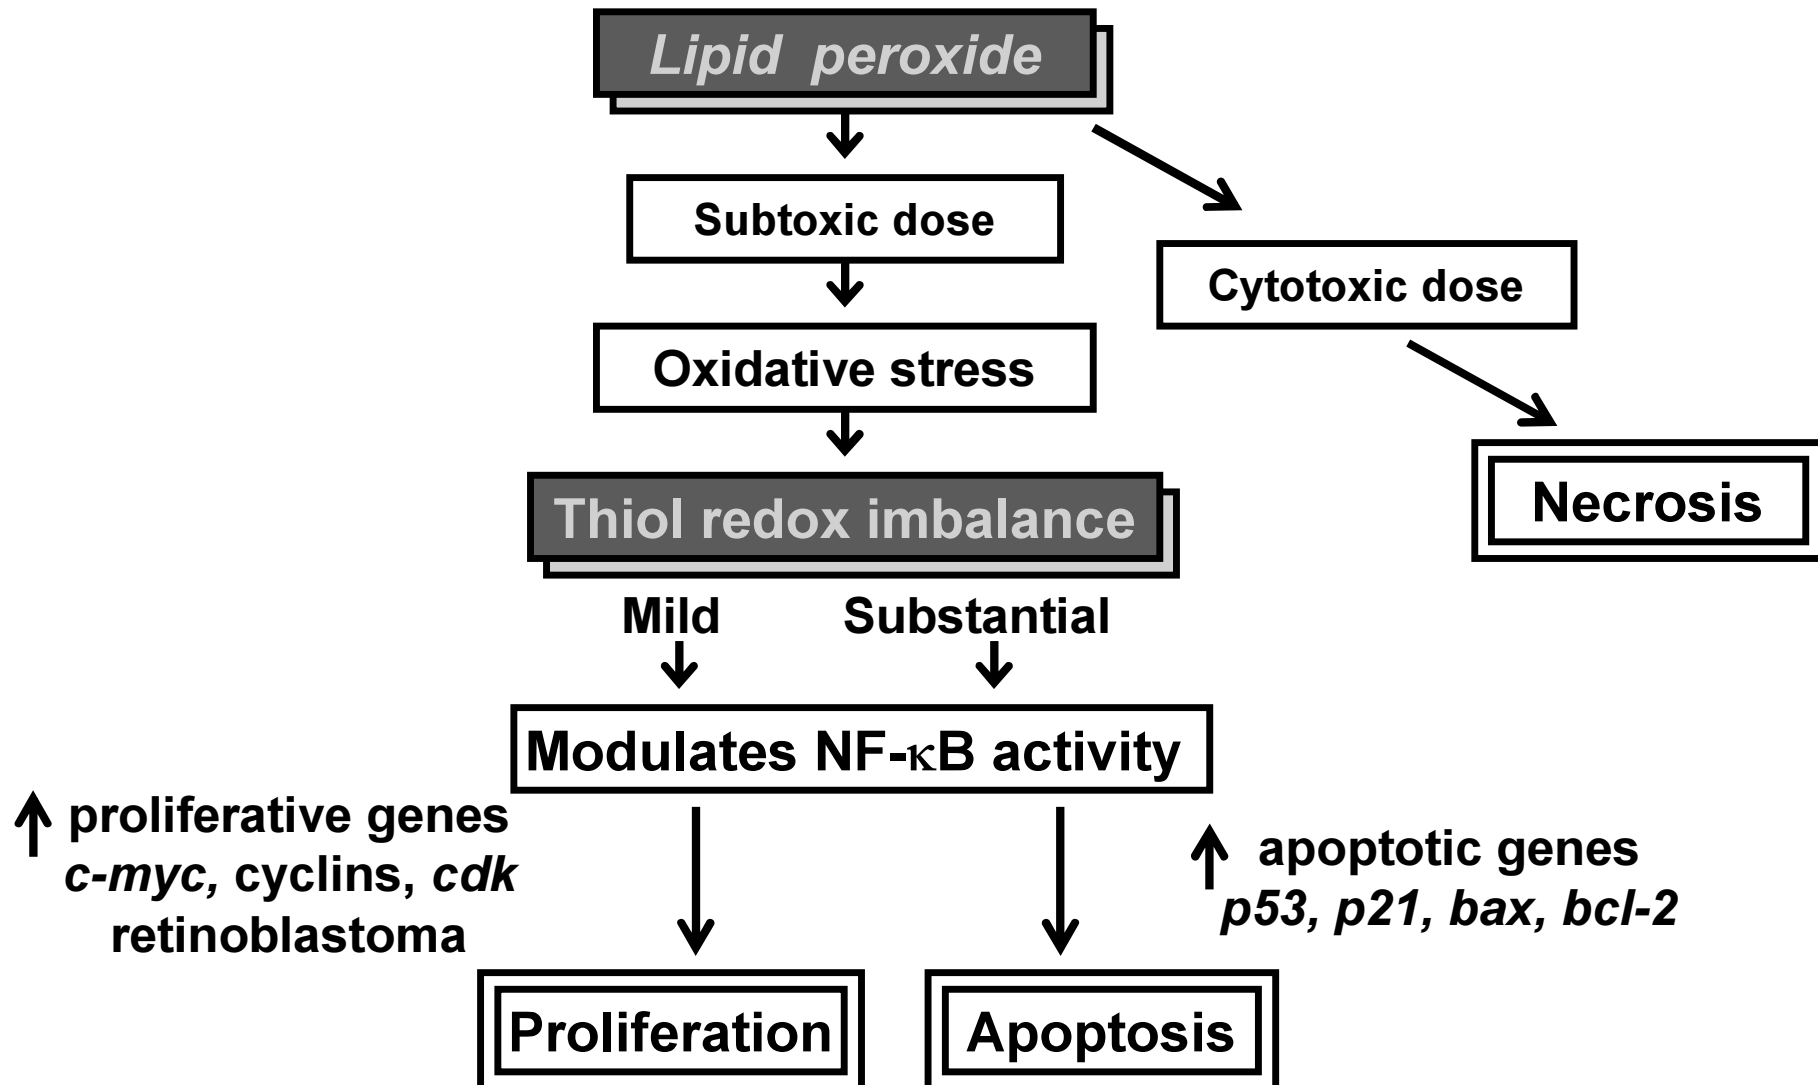 Lipid peroxide
Subtoxic dose
Cytotoxic dose
Oxidative stress
Thiol redox imbalance
Necrosis
Mild
Substantial
Modulates NF-κB activity
proliferative genes
c-myc, cyclins, cdk
retinoblastoma
apoptotic genes
p53, p21, bax, bcl-2
Proliferation
Apoptosis